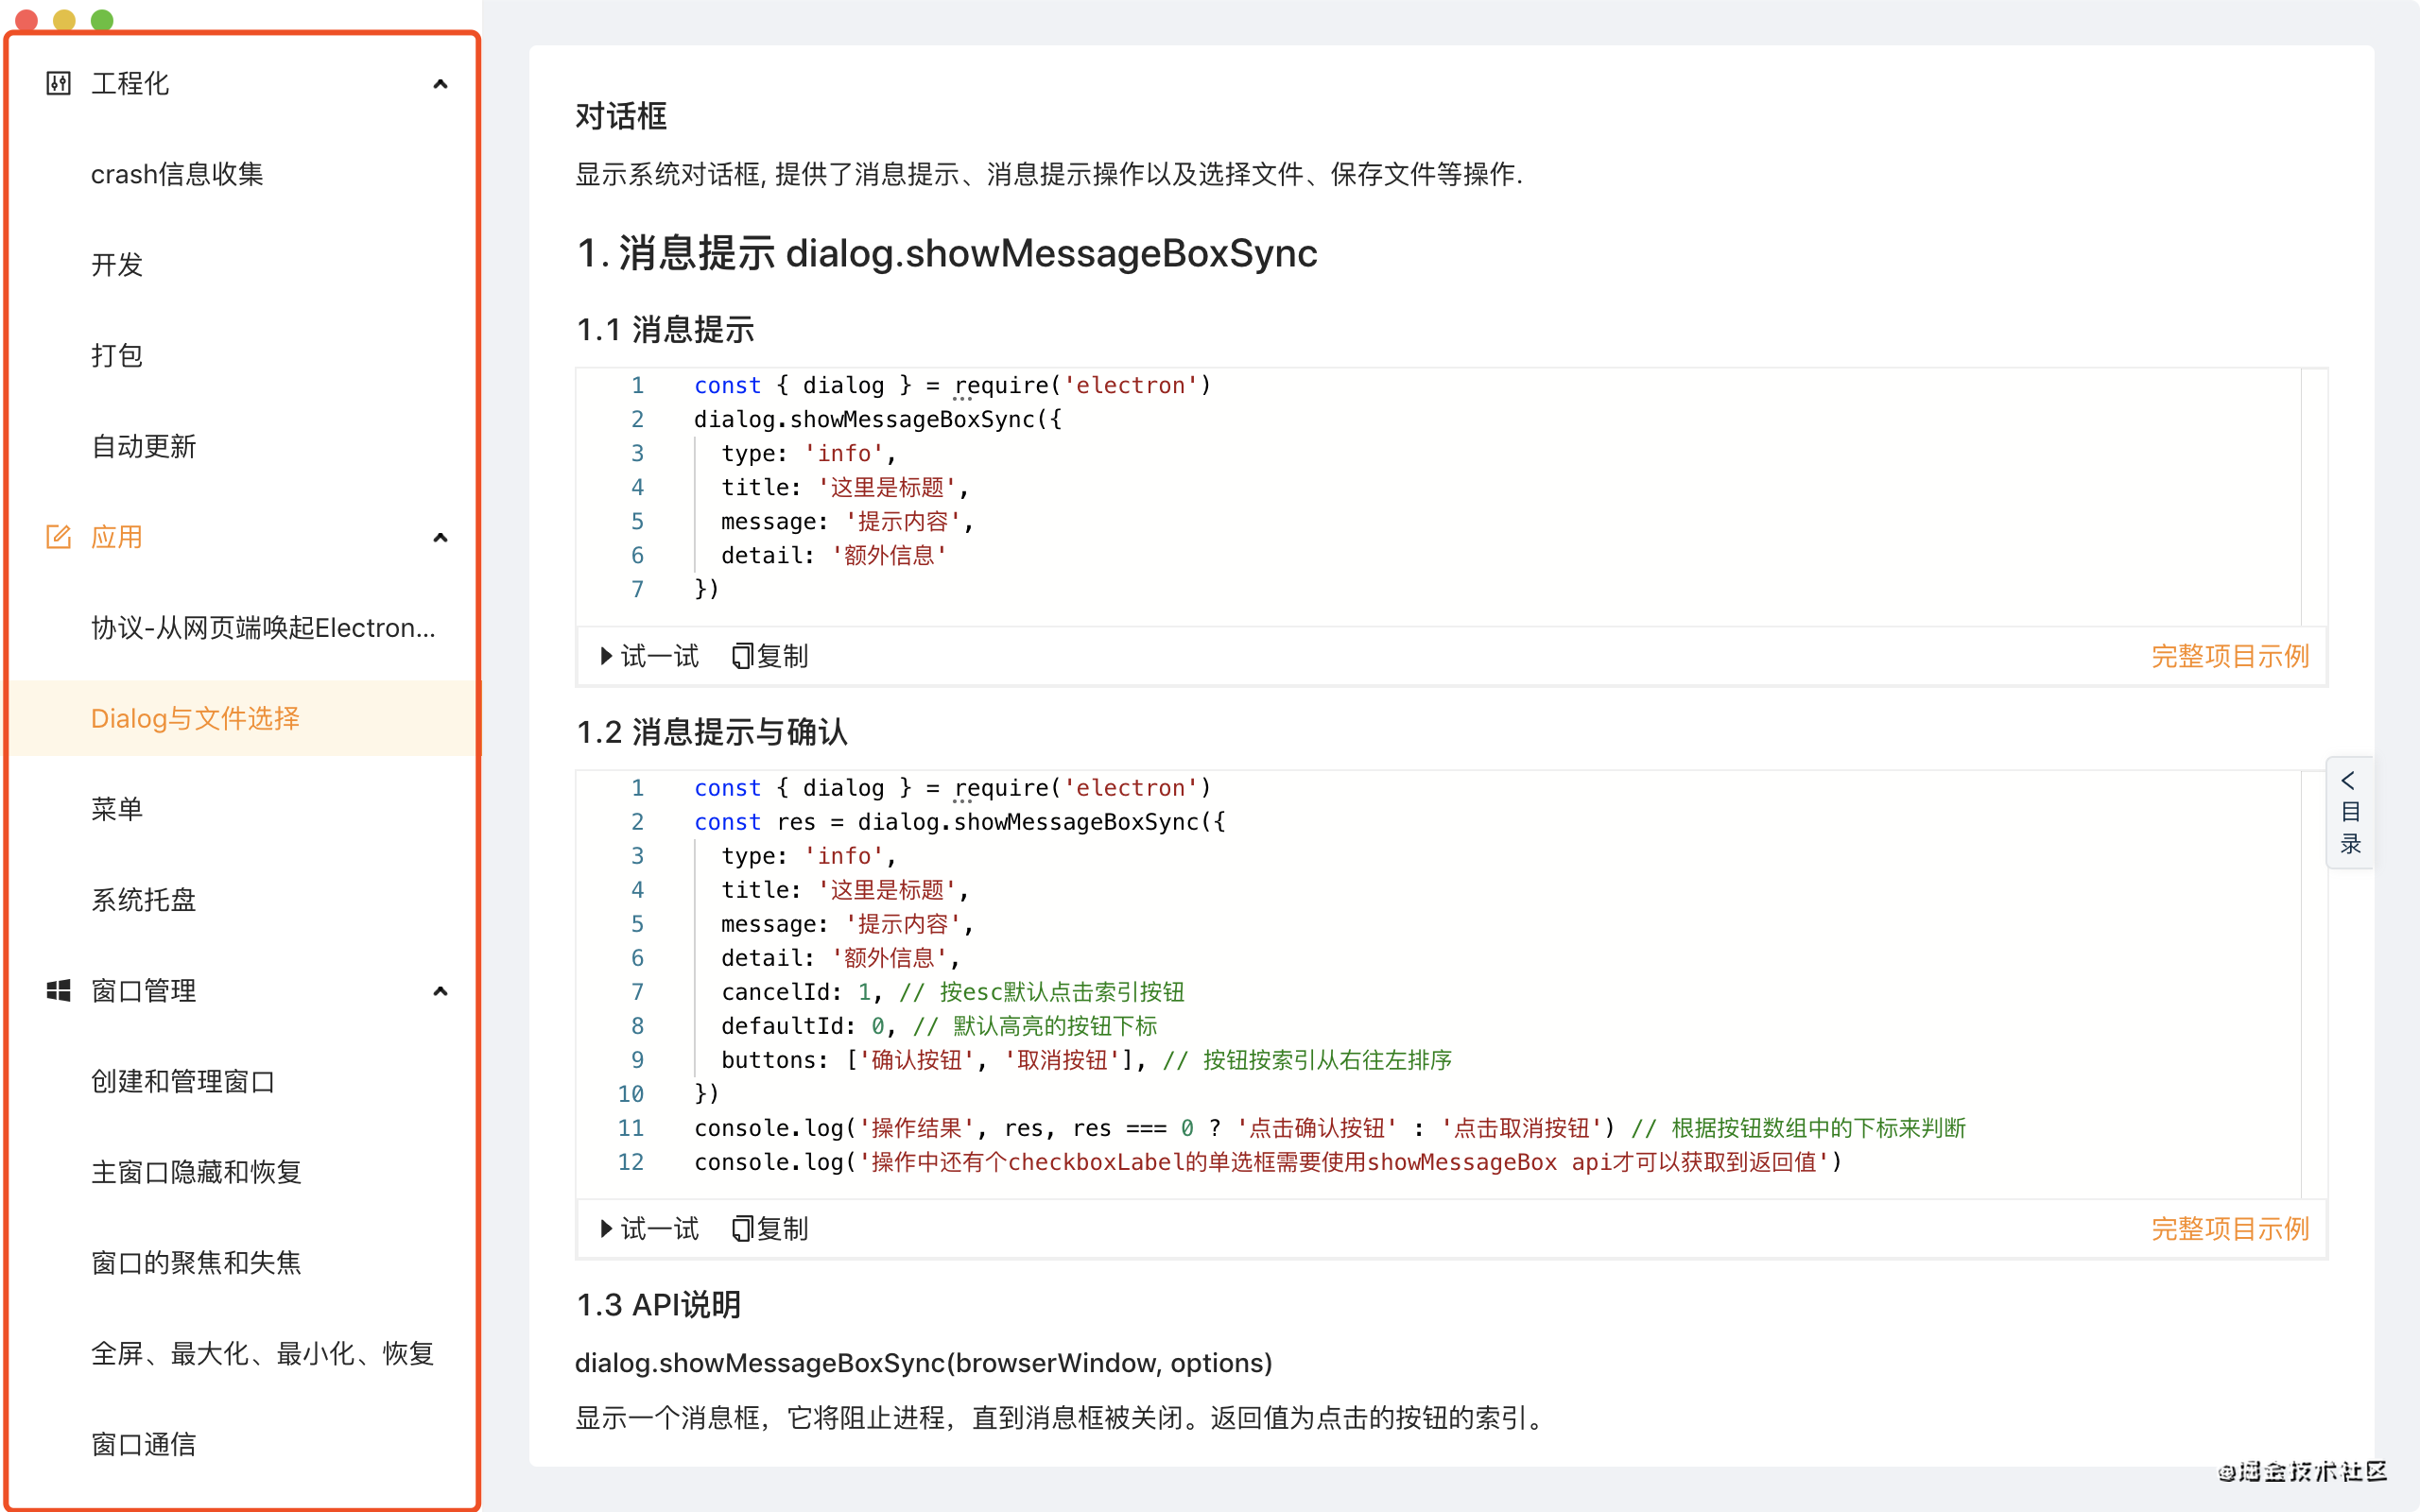 工程化
crash信息收集
开发
打包
自动更新
应用
协议-从网页端唤起Electron...
Dialog与文件选择
菜单
系统托盘
窗口管理
创建和管理窗口
主窗口隐藏和恢复
窗口的聚焦和失焦
全屏、最大化、最小化、恢复
窗口通信
对话框
显示系统对话框, 提供了消息提示、消息提示操作以及选择文件、保存文件等操作.
1. 消息提示 dialog.showMessageBoxSync
1.1 消息提示
1 const { dialog } = require('electron')
2 dialog.showMessageBoxSync({
3   type: 'info',
4   title: '这里是标题',
5   message: '提示内容',
6   detail: '额外信息'
7 })
试一试 复制 完整项目示例
1.2 消息提示与确认
1 const { dialog } = require('electron')
2 const res = dialog.showMessageBoxSync({
3   type: 'info',
4   title: '这里是标题',
5   message: '提示内容',
6   detail: '额外信息',
7   cancelId: 1, // 按esc默认点击索引按钮
8   defaultId: 0, // 默认高亮的按钮下标
9   buttons: ['确认按钮', '取消按钮'], // 按钮按索引从右往左排序
10 })
11 console.log('操作结果', res, res === 0 ? '点击确认按钮' : '点击取消按钮') // 根据按钮数组中的下标来判断
12 console.log('操作中还有个checkboxLabel的单选框需要使用showMessageBox api才可以获取到返回值')
试一试 复制 完整项目示例
1.3 API说明
dialog.showMessageBoxSync(browserWindow, options)
显示一个消息框，它将阻止进程，直到消息框被关闭。返回值为点击的按钮的索引。
目
录
@掘金技术社区